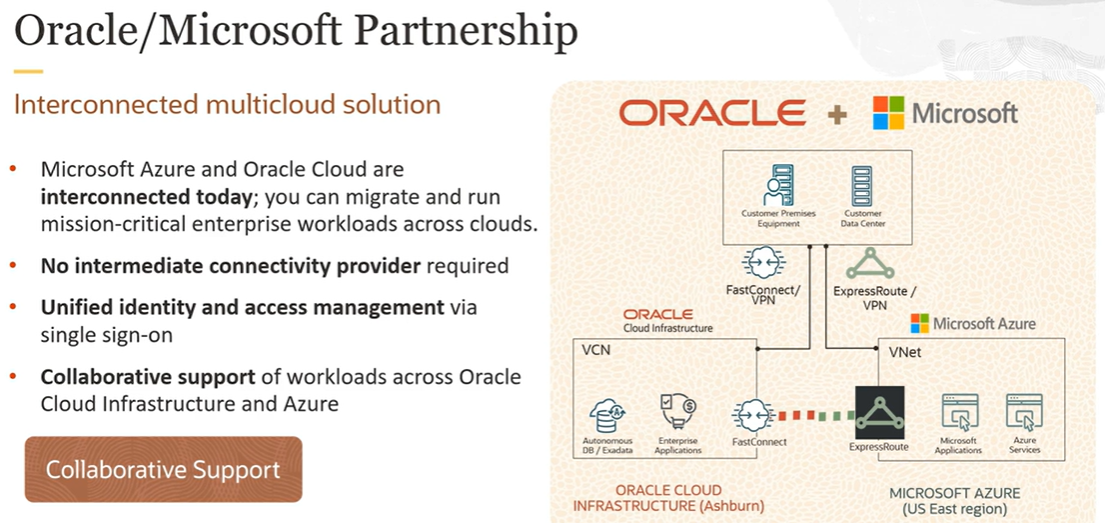 Oracle/Microsoft Partnership
Interconnected multicloud solution
• Microsoft Azure and Oracle Cloud are
interconnected today; you can migrate and run
mission-critical enterprise workloads across clouds.
• No intermediate connectivity provider required
• Unified identity and access management via
single sign-on
• Collaborative support of workloads across Oracle
Cloud Infrastructure and Azure
Collaborative Support
ORACLE + Microsoft
Customer Premises
Equipment
Customer
Data Center
FastConnect/
VPN
ExpressRoute /
VPN
ORACLE
Cloud Infrastructure
Microsoft Azure
VCN
VNet
Autonomous
DB / Exadata
Enterprise
Applications
FastConnect
ExpressRoute
Microsoft
Applications
Azure
Services
ORACLE CLOUD
INFRASTRUCTURE (Ashburn)
MICROSOFT AZURE
(US East region)